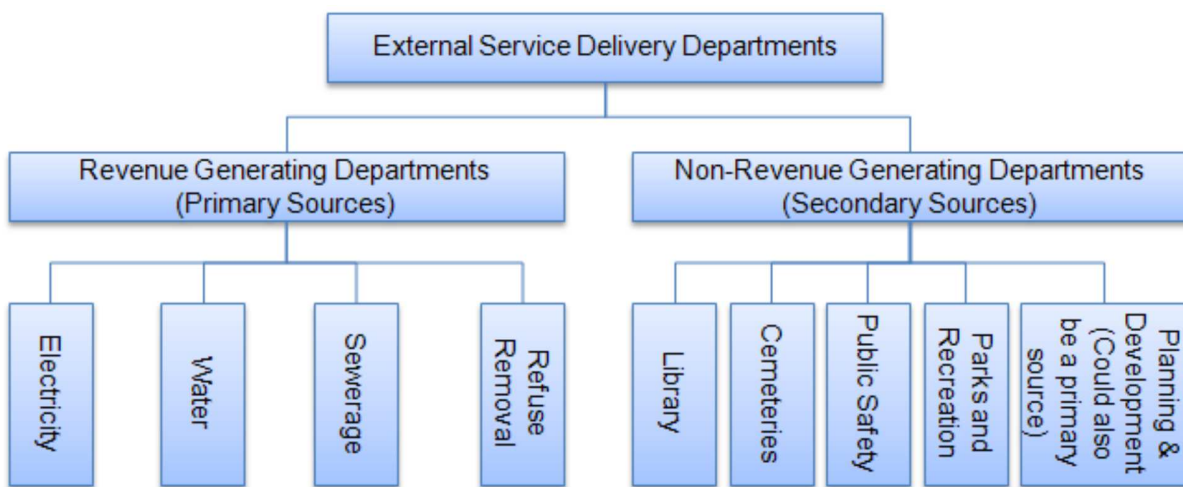 External Service Delivery Departments
Revenue Generating Departments
(Primary Sources)
Non-Revenue Generating Departments
(Secondary Sources)
Electricity
Water
Sewerage
Refuse
Removal
Library
Cemeteries
Public Safety
Parks and
Recreation
Planning &
Development
(Could also
be a primary
source)